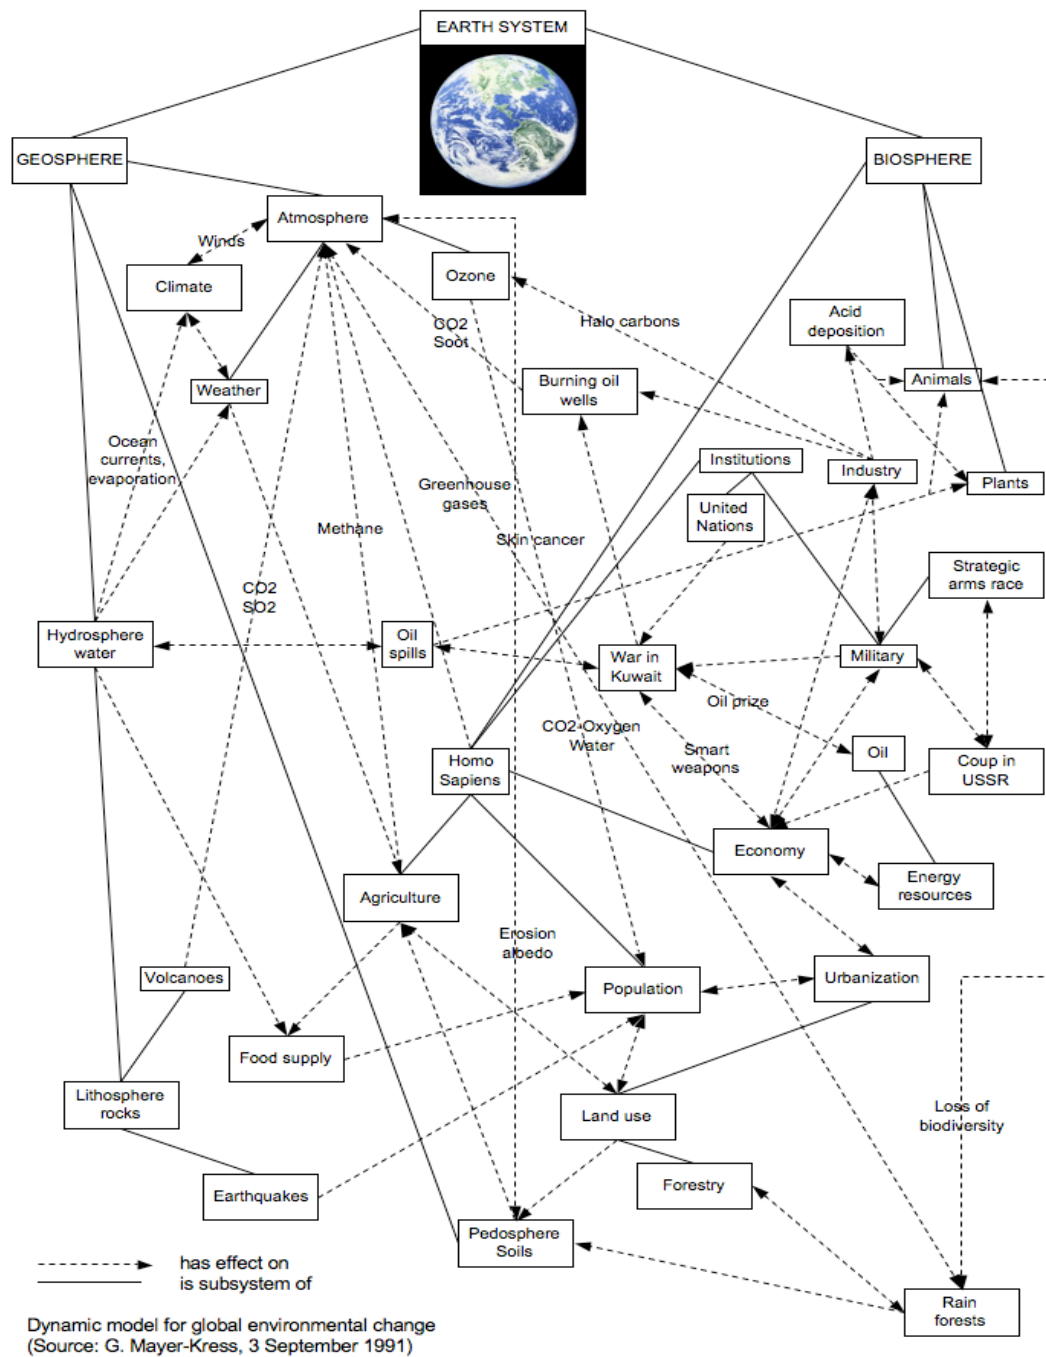 EARTH SYSTEM
GEOSPHERE
BIOSPHERE
Atmosphere
Winds
Ozone
Climate
Acid
deposition
CO2
Soot
Halo carbons
Weather
Burning oil
wells
Animals
Ocean
currents,
evaporation
Institutions
Industry
Plants
Greenhouse
gases
United
Nations
Methane
Skin cancer
Strategic
arms race
CO2
SO2
Hydrosphere
water
Oil
spills
War in
Kuwait
Military
Oil prize
CO2-Oxygen
Water
Smart
weapons
Homo
Sapiens
Oil
Coup in
USSR
Economy
Agriculture
Energy
resources
Erosion
albedo
Volcanoes
Population
Urbanization
Food supply
Lithosphere
rocks
Land use
Loss of
biodiversity
Earthquakes
Forestry
Pedosphere
Soils
has effect on
is subsystem of
Rain
forests
Dynamic model for global environmental change
(Source: G. Mayer-Kress, 3 September 1991)